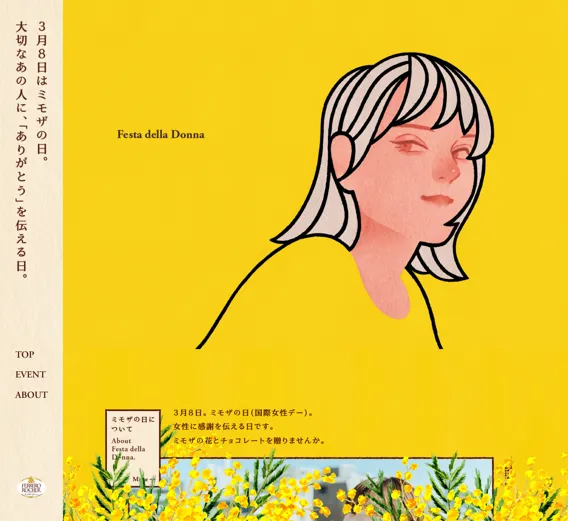 3月8日はミモザの日。
大切なあの人に、「ありがとう」を伝える日。
TOP
EVENT
ABOUT
FERRERO
ROCHER
Festa della Donna
ミモザの日に
ついて
About
Festa della
Donna.
3月8日。ミモザの日(国際女性デー)。
女性に感謝を伝える日です。
ミモザの花とチョコレートを贈りませんか。